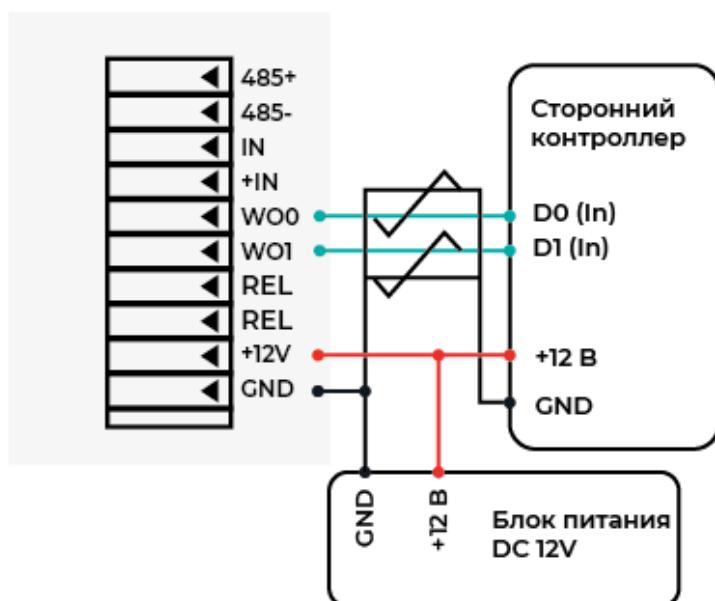 485+
485-
IN
+IN
WO0
WO1
REL
REL
+12V
GND
Сторонний
контроллер
D0 (In)
D1 (In)
+12 В
GND
GND
+12 В
Блок питания
DC 12V